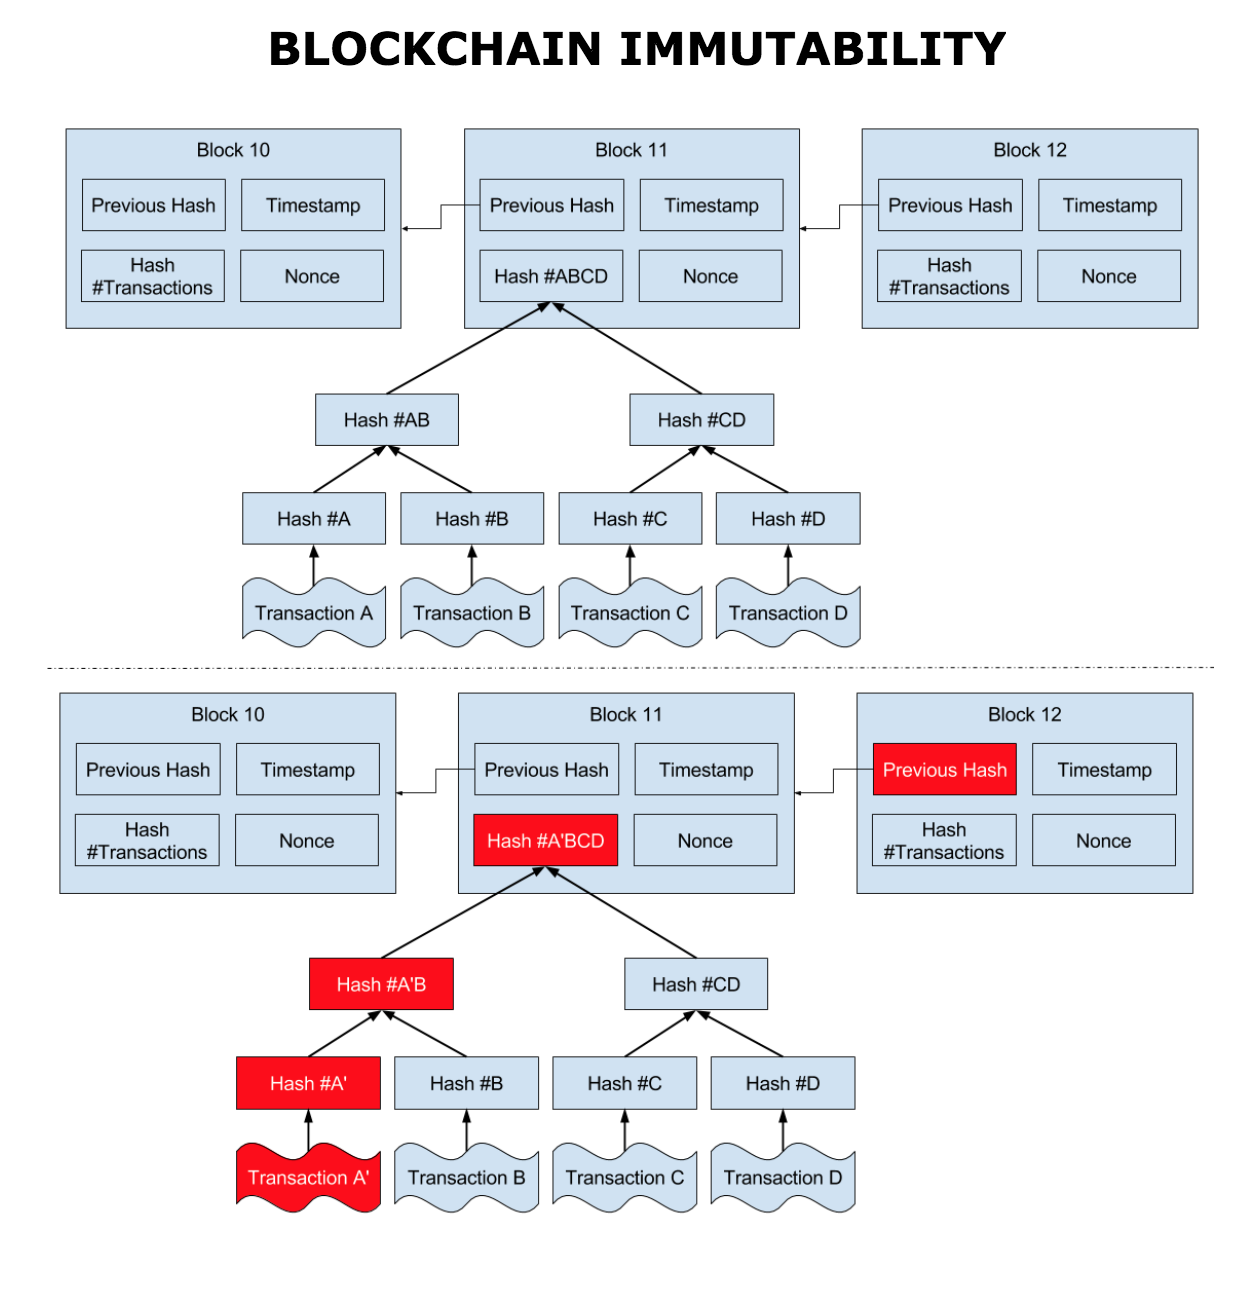 BLOCKCHAIN IMMUTABILITY
Block 10
Block 11
Block 12
Previous Hash
Timestamp
Previous Hash
Timestamp
Previous Hash
Timestamp
Hash
#Transactions
Nonce
Hash #ABCD
Nonce
Hash
#Transactions
Nonce
Hash #AB
Hash #CD
Hash #A
Hash #B
Hash #C
Hash #D
Transaction A
Transaction B
Transaction C
Transaction D
Block 10
Block 11
Block 12
Previous Hash
Timestamp
Previous Hash
Timestamp
Previous Hash
Timestamp
Hash
#Transactions
Nonce
Hash #A'BCD
Nonce
Hash
#Transactions
Nonce
Hash #A'B
Hash #CD
Hash #A'
Hash #B
Hash #C
Hash #D
Transaction A'
Transaction B
Transaction C
Transaction D